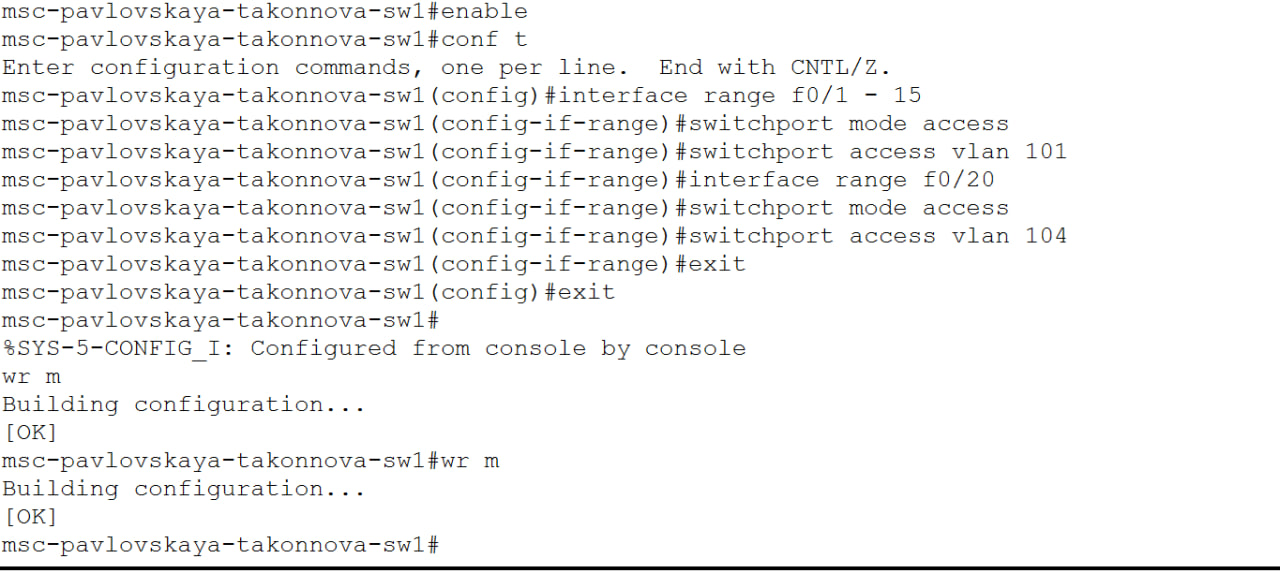 msc-pavlovskaya-takonnova-sw1#enable
msc-pavlovskaya-takonnova-sw1#conf t
Enter configuration commands, one per line.  End with CNTL/Z.
msc-pavlovskaya-takonnova-sw1(config)#interface range f0/1 - 15
msc-pavlovskaya-takonnova-sw1(config-if-range)#switchport mode access
msc-pavlovskaya-takonnova-sw1(config-if-range)#switchport access vlan 101
msc-pavlovskaya-takonnova-sw1(config-if-range)#interface range f0/20
msc-pavlovskaya-takonnova-sw1(config-if-range)#switchport mode access
msc-pavlovskaya-takonnova-sw1(config-if-range)#switchport access vlan 104
msc-pavlovskaya-takonnova-sw1(config-if-range)#exit
msc-pavlovskaya-takonnova-sw1(config)#exit
msc-pavlovskaya-takonnova-sw1#
%SYS-5-CONFIG_I: Configured from console by console
wr m
Building configuration...
[OK]
msc-pavlovskaya-takonnova-sw1#wr m
Building configuration...
[OK]
msc-pavlovskaya-takonnova-sw1#